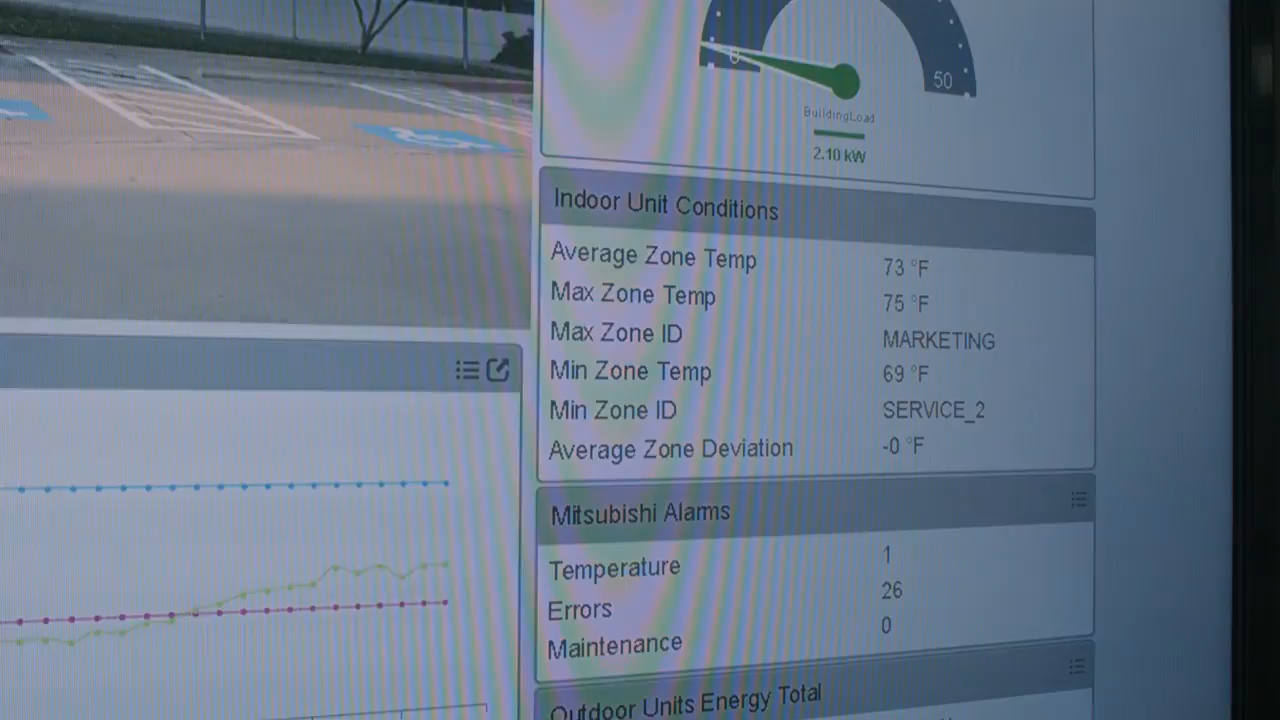 0
50
BuildingLoad
2.10 kW
Indoor Unit Conditions
Average Zone Temp 73 °F
Max Zone Temp 75 °F
Max Zone ID MARKETING
Min Zone Temp 69 °F
Min Zone ID SERVICE_2
Average Zone Deviation -0 °F
Mitsubishi Alarms
Temperature 1
Errors 26
Maintenance 0
Outdoor Units Energy Total